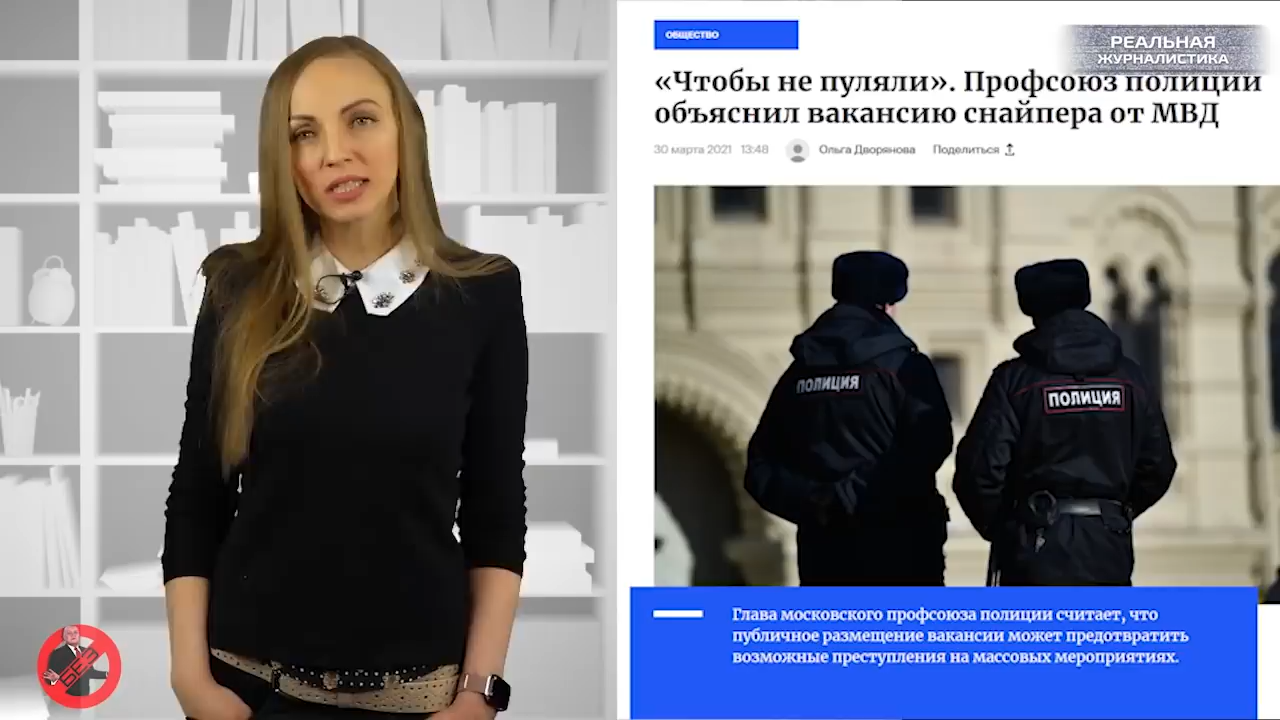 ОБЩЕСТВО
РЕАЛЬНАЯ
ЖУРНАЛИСТИКА
«Чтобы не пуляли». Профсоюз полиции
объяснил вакансию снайпера от МВД
30 марта 2021 13:48 Ольга Дворянова Поделиться
ПОЛИЦИЯ
ПОЛИЦИЯ
Глава московского профсоюза полиции считает, что
публичное размещение вакансии может предотвратить
возможные преступления на массовых мероприятиях.
БЕЗ